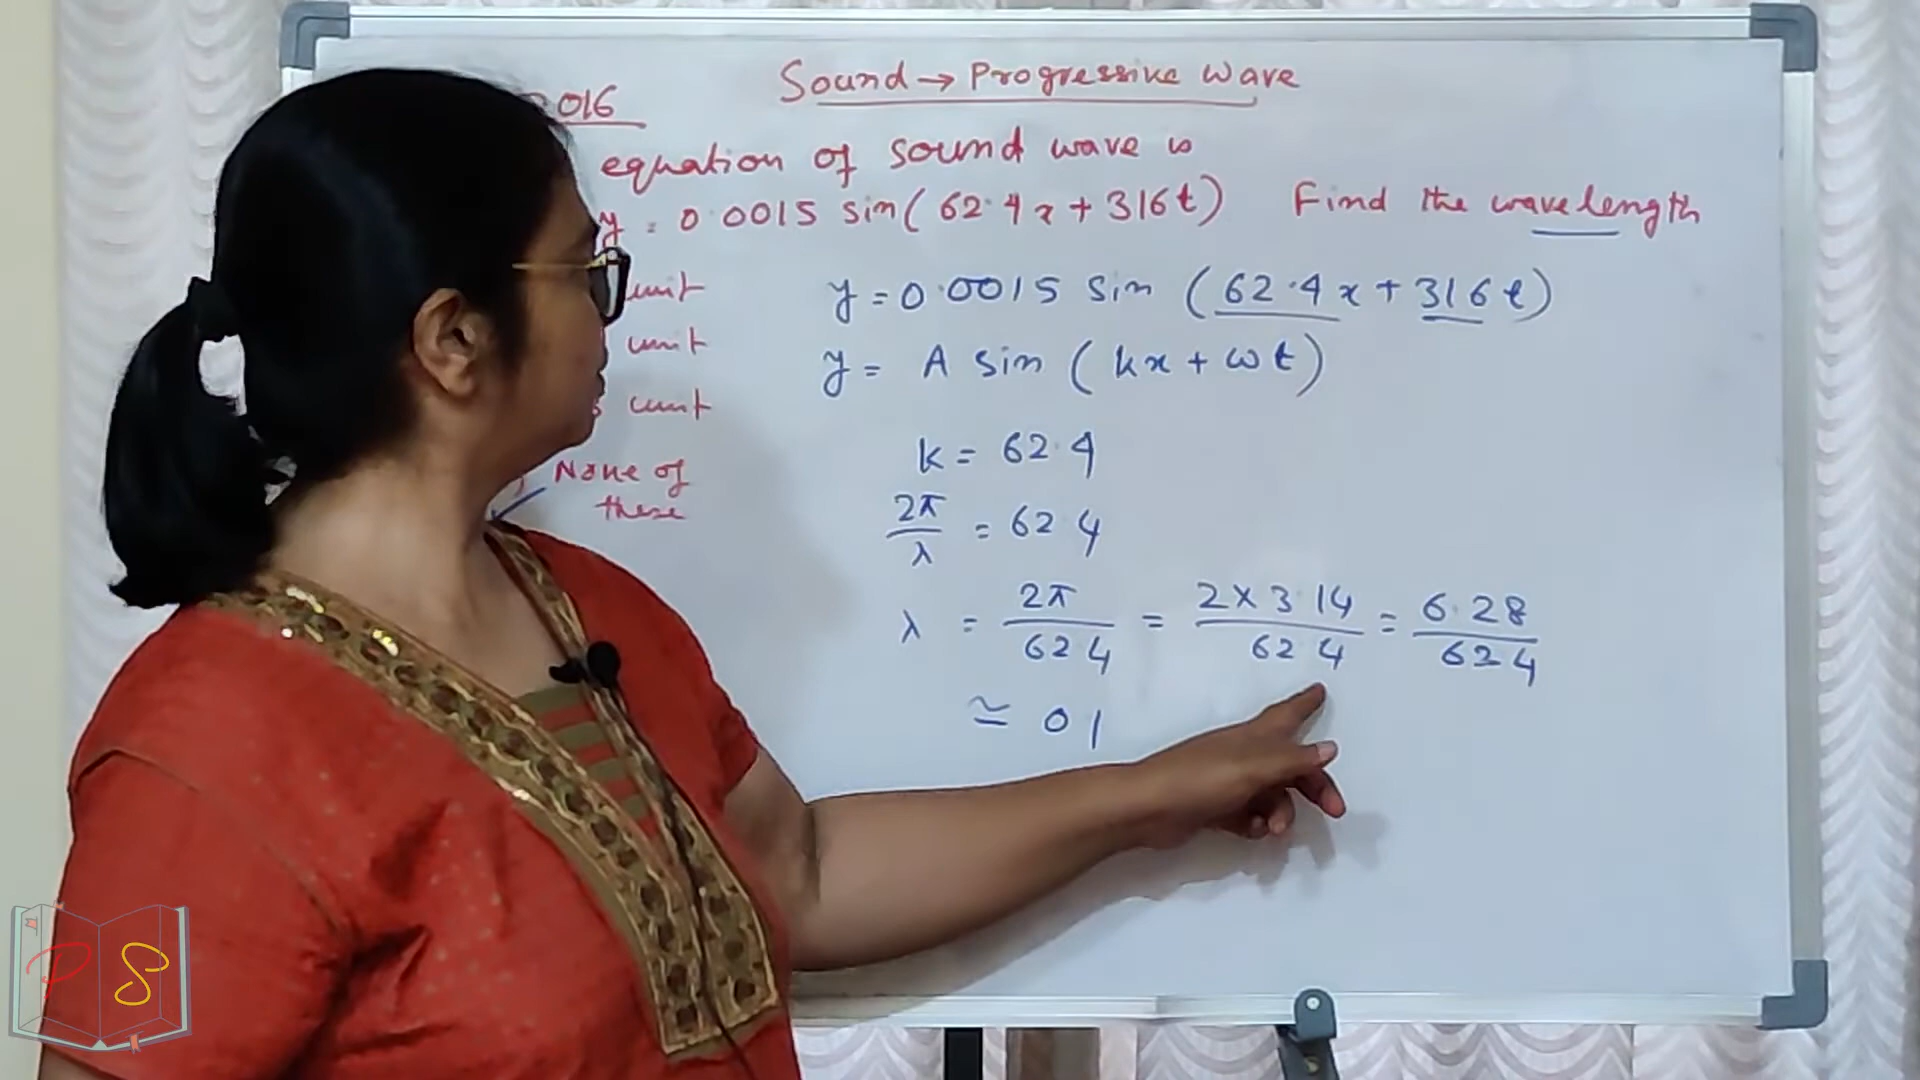 Sound → Progressive Wave
2016
equation of sound wave is
y = 0.0015 sin(62.4x + 316t) Find the wavelength
unit
unit
unit
None of
these
y = 0.0015 sin (62.4x + 316t)
y = A sin (kx + ωt)
k = 62.4
2π/λ = 62.4
λ = 2π/62.4 = 2×3.14/62.4 = 6.28/62.4
≃ 0.1
PS